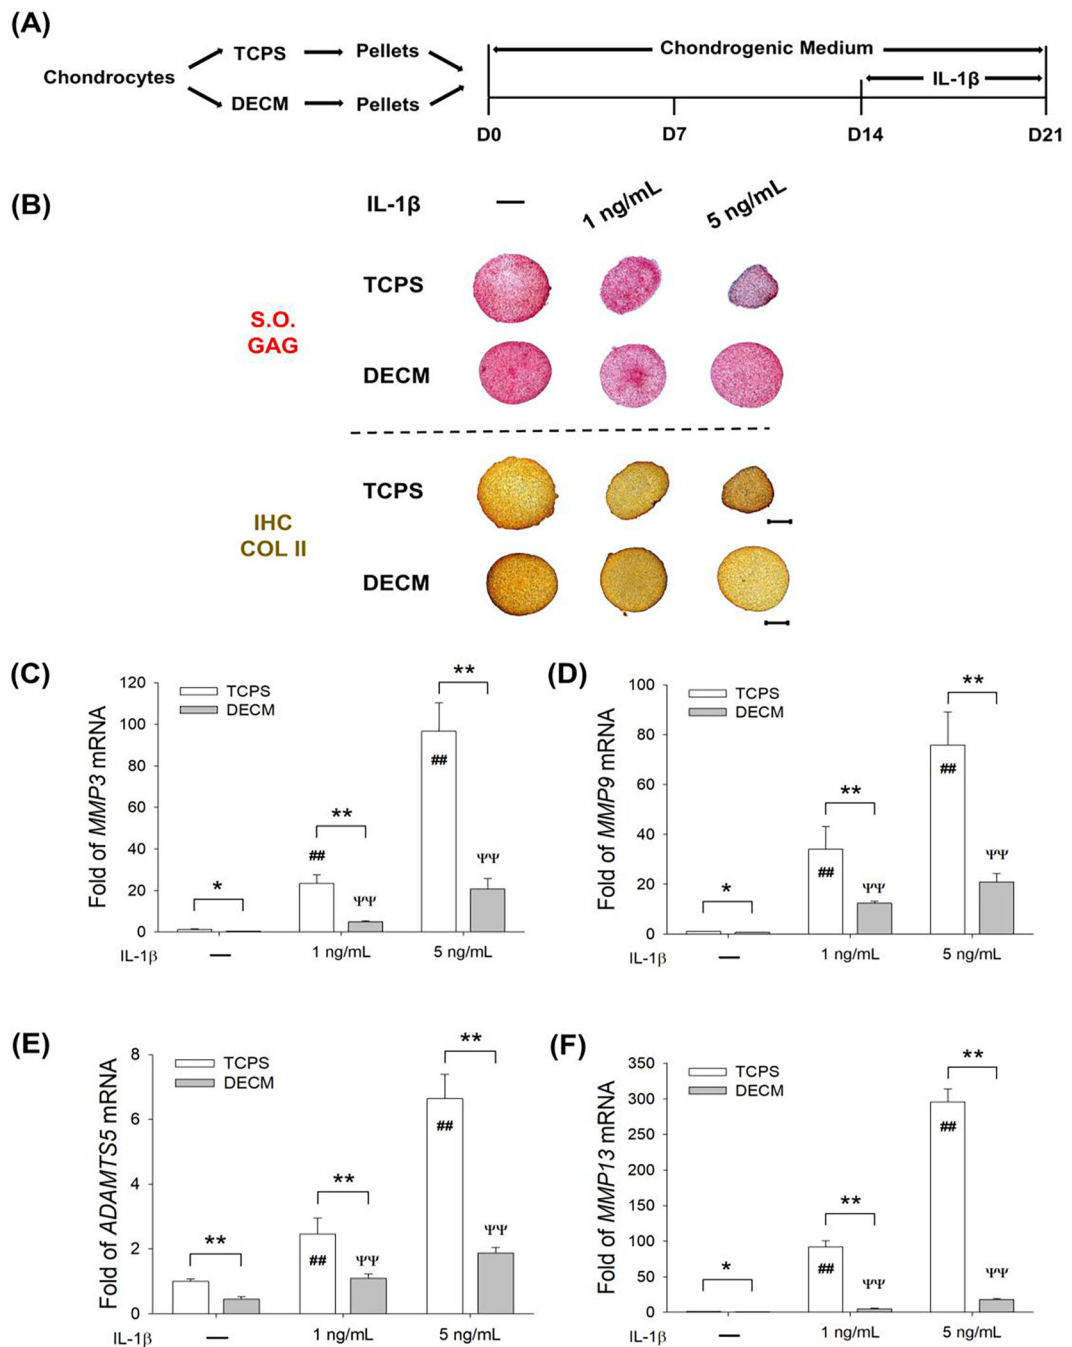 (A)
TCPS Pellets Chondrogenic Medium
Chondrocytes IL-1β
DECM Pellets
D0 D7 D14 D21
(B)
IL-1β — 1 ng/mL 5 ng/mL
TCPS
S.O.
GAG
DECM
TCPS
IHC
COL II
DECM
(C)
Fold of MMP3 mRNA
TCPS
DECM
120
100
80
60
40
20
0
*
**
**
##
##
ΨΨ
ΨΨ
IL-1β — 1 ng/mL 5 ng/mL
(D)
Fold of MMP9 mRNA
TCPS
DECM
100
80
60
40
20
0
*
**
**
##
##
ΨΨ
ΨΨ
IL-1β — 1 ng/mL 5 ng/mL
(E)
Fold of ADAMTS5 mRNA
TCPS
DECM
8
6
4
2
0
**
**
**
##
##
ΨΨ
ΨΨ
IL-1β — 1 ng/mL 5 ng/mL
(F)
Fold of MMP13 mRNA
TCPS
DECM
350
300
250
200
150
100
50
0
*
**
**
##
##
ΨΨ
ΨΨ
IL-1β — 1 ng/mL 5 ng/mL